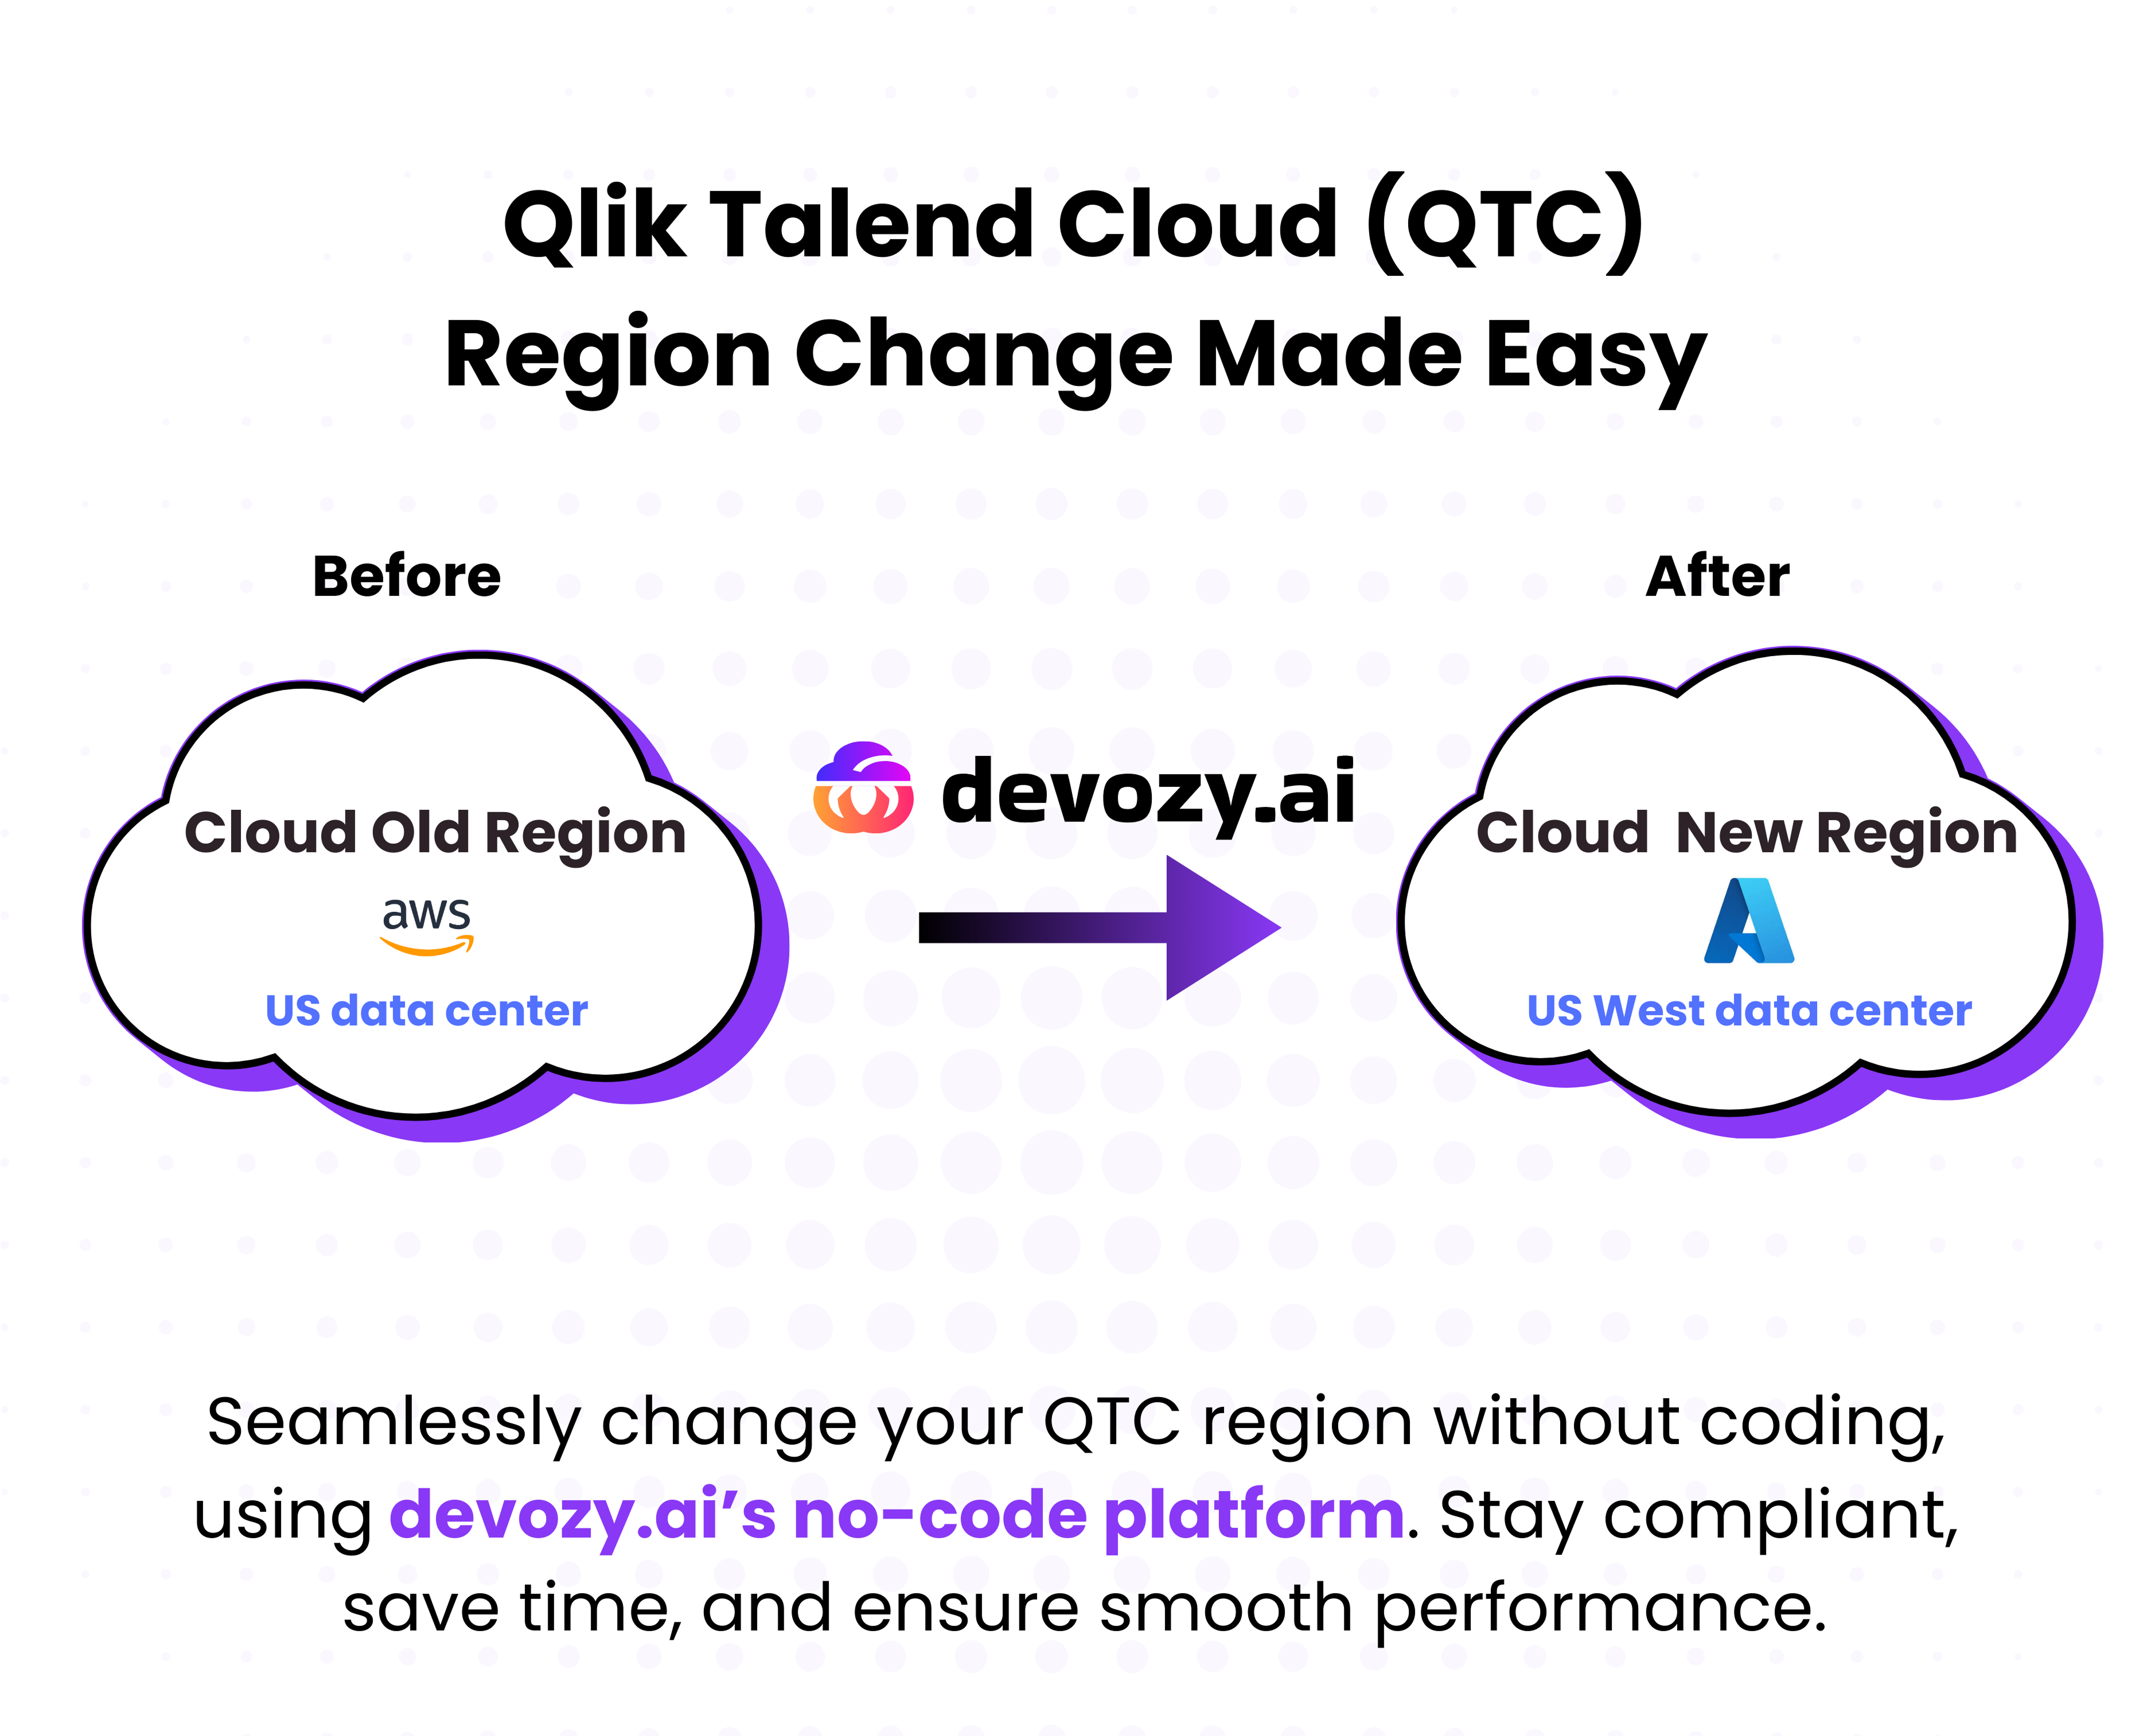 Qlik Talend Cloud (QTC)
Region Change Made Easy
Before
After
Cloud Old Region
aws
US data center
devozy.ai
Cloud  New Region
US West data center
Seamlessly change your QTC region without coding,
using devozy.ai’s no-code platform. Stay compliant,
save time, and ensure smooth performance.